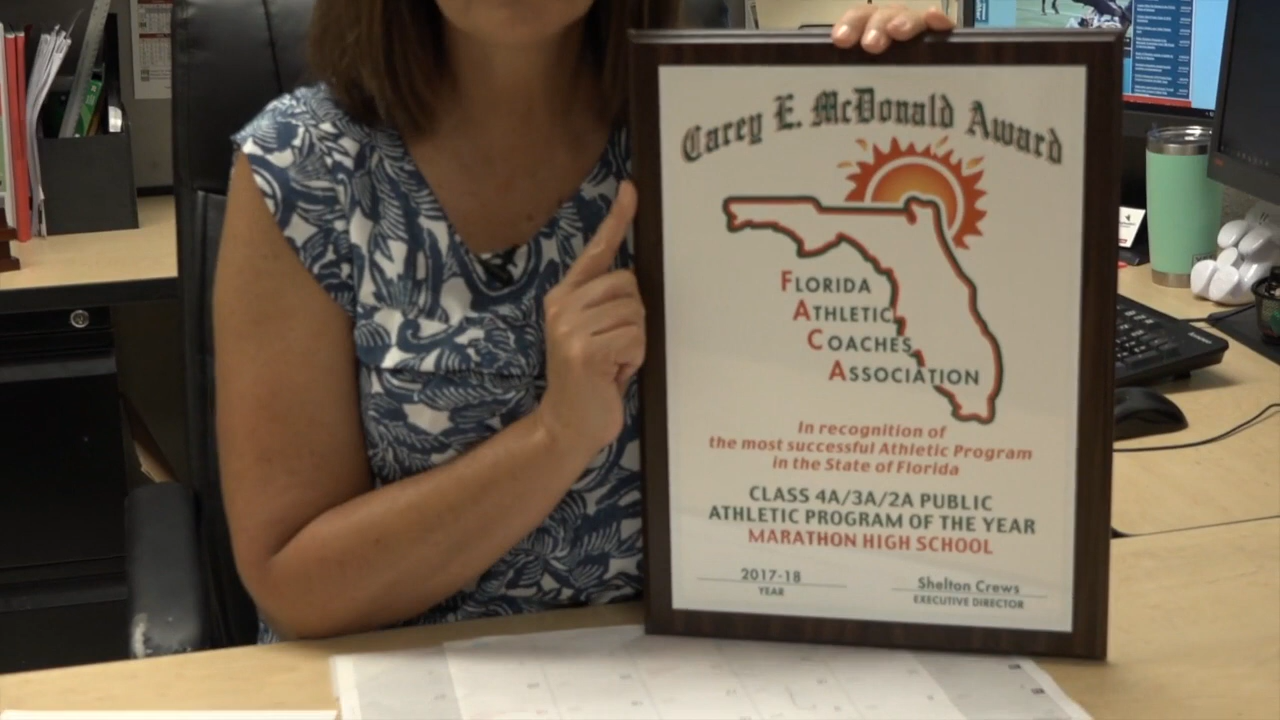 Carey E. McDonald Award
FLORIDA
ATHLETIC
COACHES
ASSOCIATION
In recognition of
the most successful Athletic Program
in the State of Florida
CLASS 4A/3A/2A PUBLIC
ATHLETIC PROGRAM OF THE YEAR
MARATHON HIGH SCHOOL
2017-18
YEAR
Shelton Crews
EXECUTIVE DIRECTOR